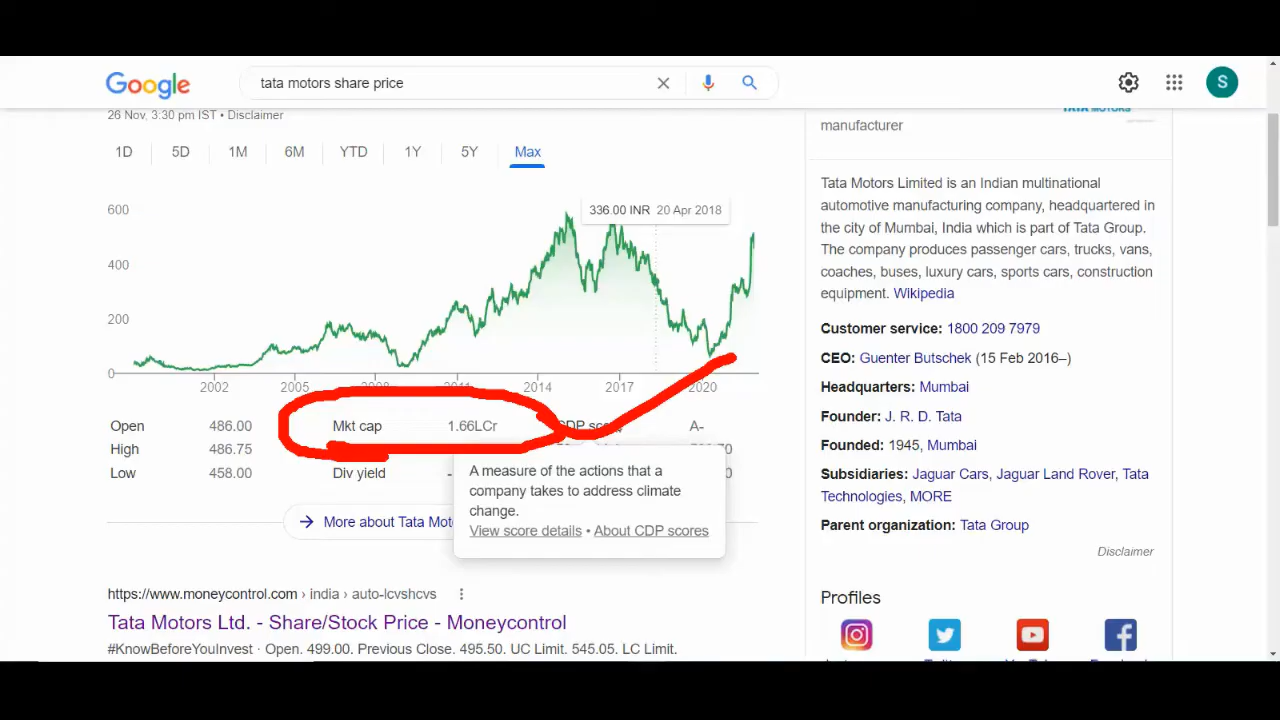 Google
tata motors share price
S
26 Nov, 3:30 pm IST • Disclaimer
1D 5D 1M 6M YTD 1Y 5Y Max
336.00 INR 20 Apr 2018
600
400
200
0
2002 2005 2008 2011 2014 2017 2020
Open 486.00 Mkt cap 1.66LCr CDP score A-
High 486.75
Low 458.00 Div yield -
A measure of the actions that a
company takes to address climate
change.
View score details • About CDP scores
More about Tata Mot
https://www.moneycontrol.com › india › auto-lcvshcvs
Tata Motors Ltd. - Share/Stock Price - Moneycontrol
#KnowBeforeYouInvest · Open. 499.00. Previous Close. 495.50. UC Limit. 545.05. LC Limit.
TATA MOTORS
manufacturer
Tata Motors Limited is an Indian multinational
automotive manufacturing company, headquartered in
the city of Mumbai, India which is part of Tata Group.
The company produces passenger cars, trucks, vans,
coaches, buses, luxury cars, sports cars, construction
equipment. Wikipedia
Customer service: 1800 209 7979
CEO: Guenter Butschek (15 Feb 2016–)
Headquarters: Mumbai
Founder: J. R. D. Tata
Founded: 1945, Mumbai
Subsidiaries: Jaguar Cars, Jaguar Land Rover, Tata
Technologies, MORE
Parent organization: Tata Group
Disclaimer
Profiles